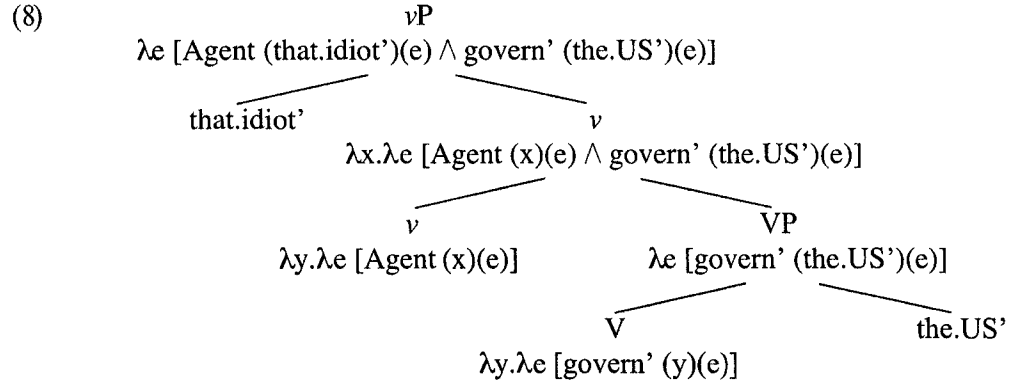 (8) vP
λe [Agent (that.idiot’)(e) ∧ govern’ (the.US’)(e)]
that.idiot’ v
λx.λe [Agent (x)(e) ∧ govern’ (the.US’)(e)]
v VP
λy.λe [Agent (x)(e)] λe [govern’ (the.US’)(e)]
V the.US’
λy.λe [govern’ (y)(e)]